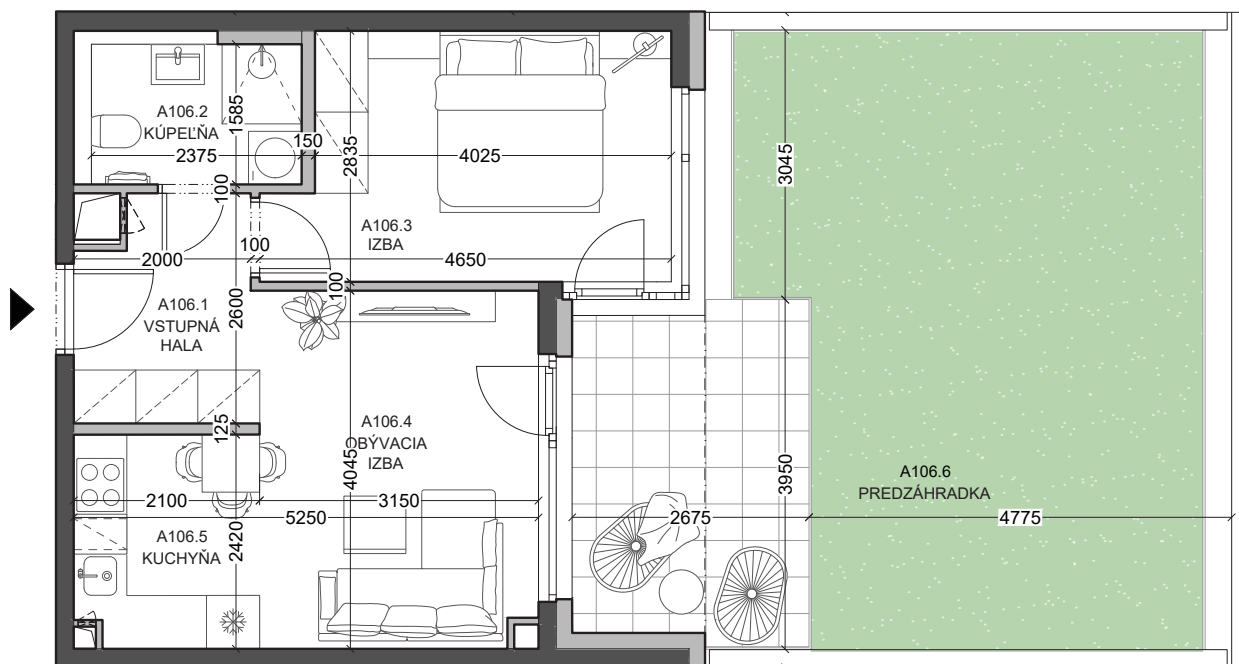 A106.2
KÚPEĽŇA
1585
2375
150
2835
4025
3045
100
A106.3
IZBA
2000
100
4650
100
A106.1
VSTUPNÁ
HALA
2600
125
A106.4
OBÝVACIA
IZBA
4045
3950
A106.6
PREDZÁHRADKA
2100
3150
5250
2675
4775
A106.5
KUCHYŇA
2420